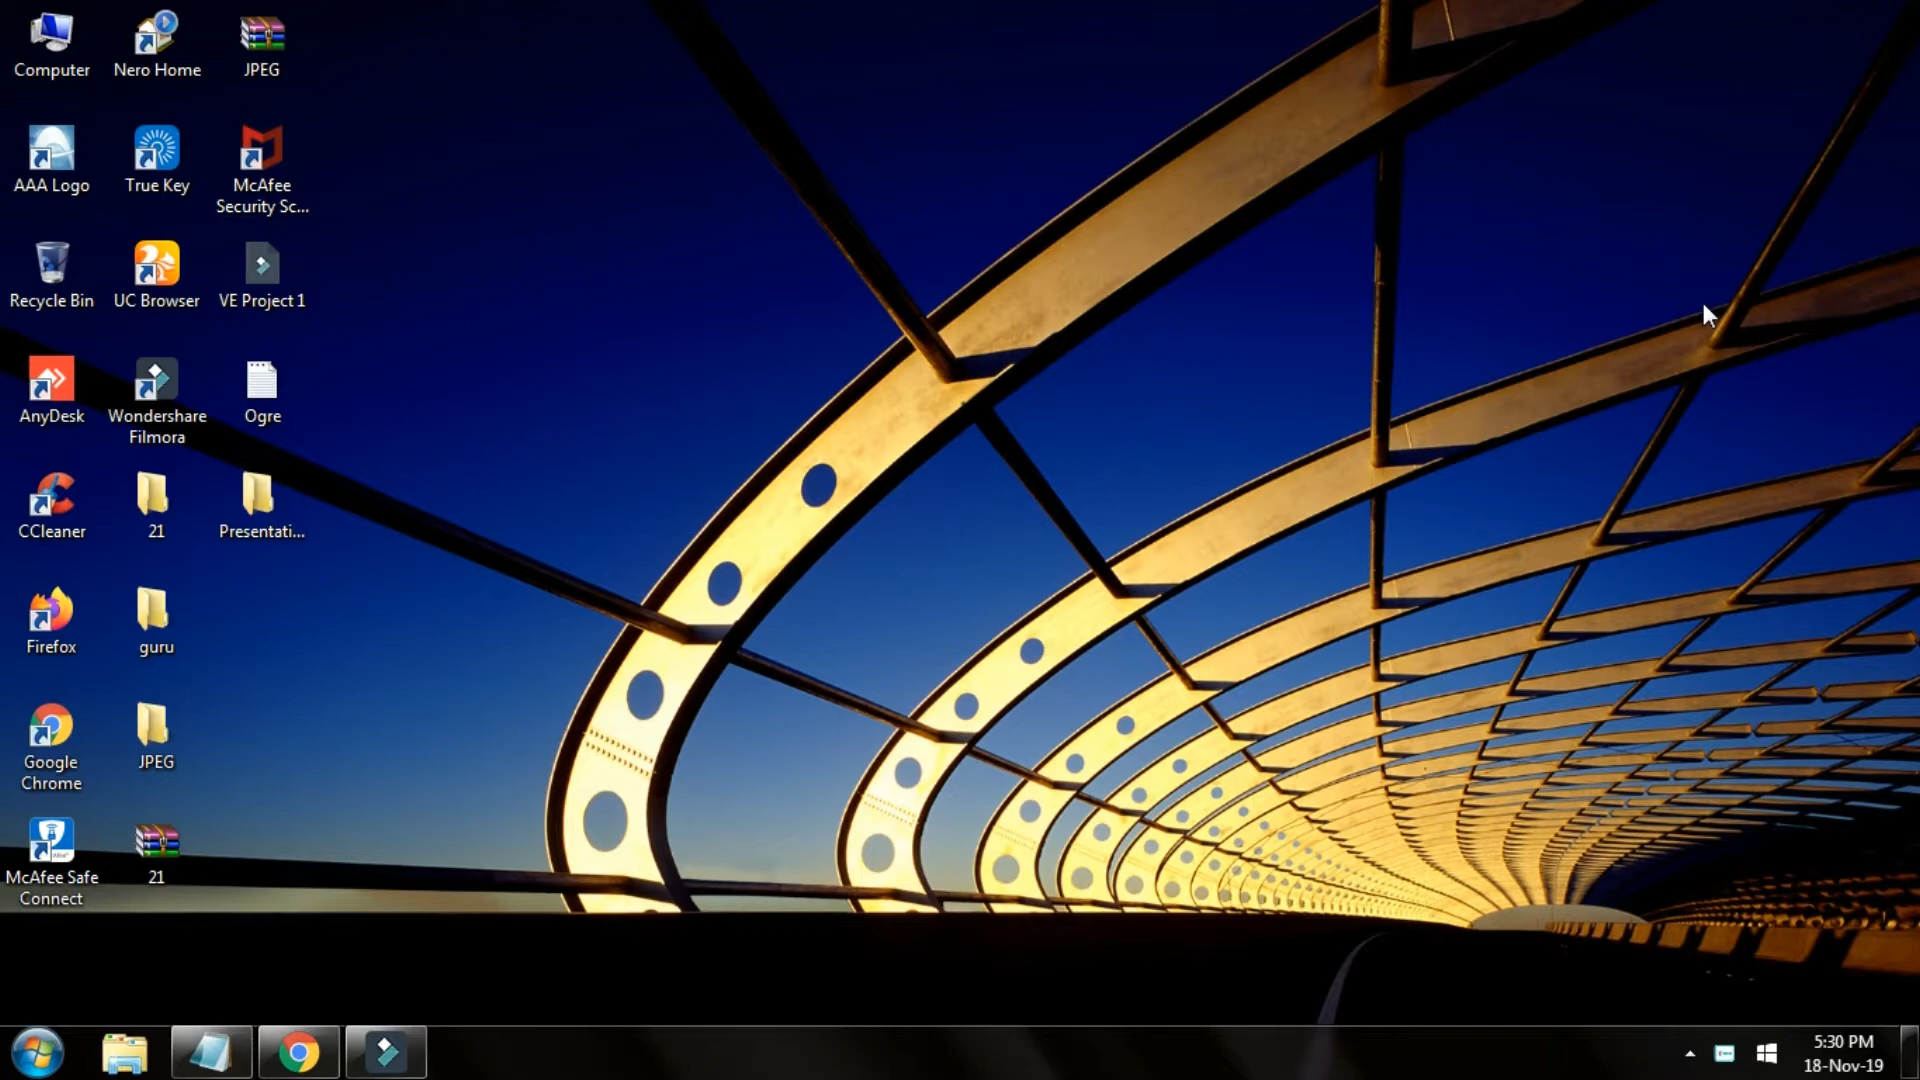 Computer
Nero Home
JPEG
AAA Logo
True Key
McAfee
Security Sc...
Recycle Bin
UC Browser
VE Project 1
AnyDesk
Wondershare
Filmora
Ogre
CCleaner
21
Presentati...
Firefox
guru
Google
Chrome
JPEG
McAfee Safe
Connect
21
5:30 PM
18-Nov-19